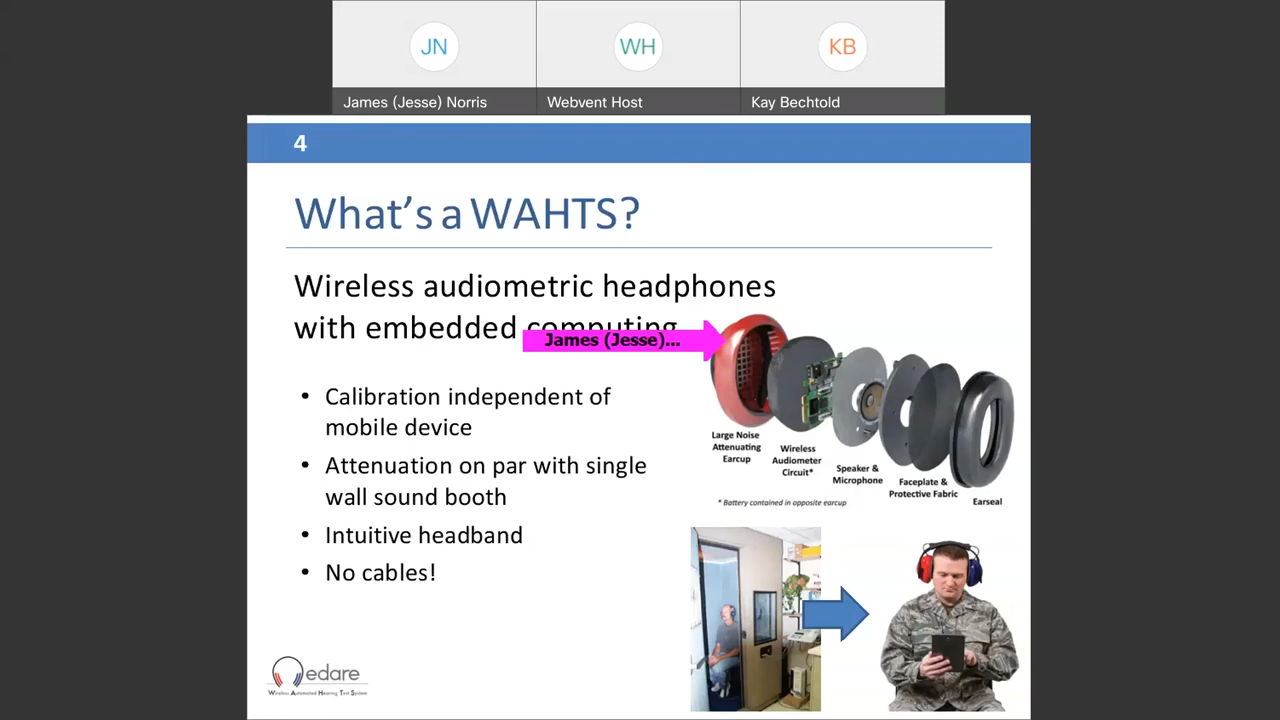 JN
WH
KB
James (Jesse) Norris
Webvent Host
Kay Bechtold
4
What's a WAHTS?
Wireless audiometric headphones
with embedded computing
James (Jesse)...
• Calibration independent of
mobile device
• Attenuation on par with single
wall sound booth
• Intuitive headband
• No cables!
Large Noise
Attenuating
Earcup
Wireless
Audiometer
Circuit*
Speaker &
Microphone
Faceplate &
Protective Fabric
Earseal
* Battery contained in opposite earcup
edare
Wireless Automated Hearing Test System